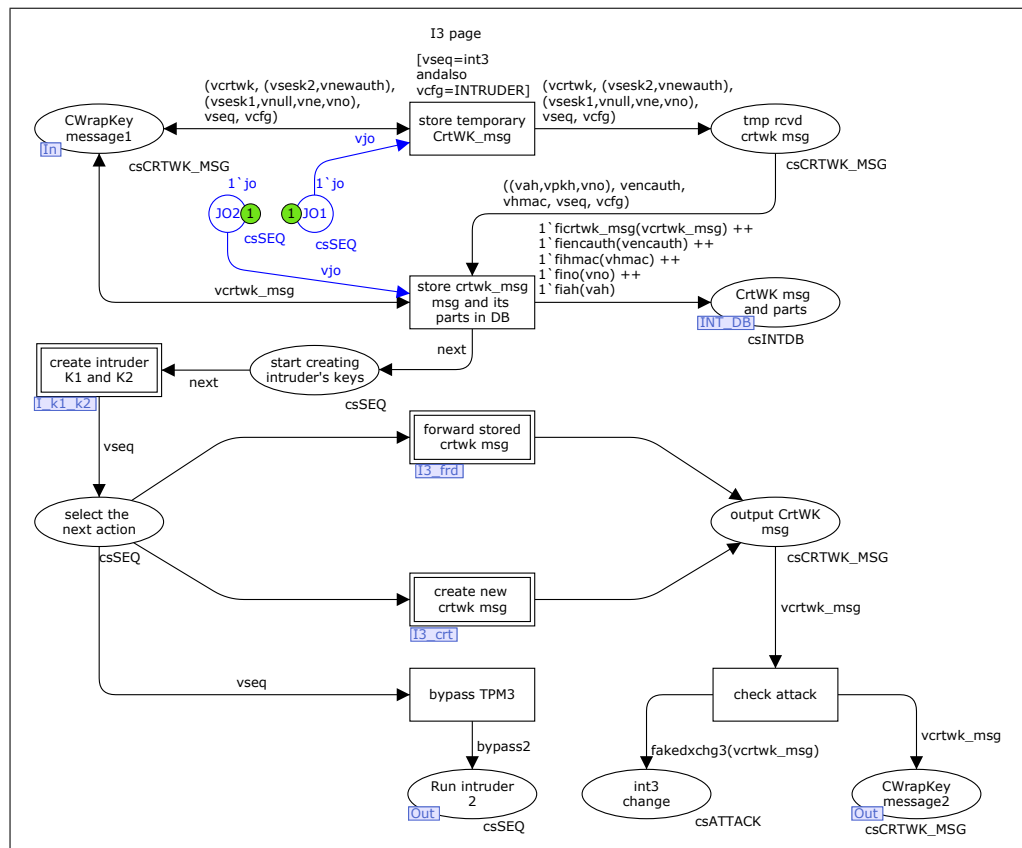 I3 page
[vseq=int3
andalso
vcfg=INTRUDER]
(vcrtwk, (vsesk2,vnewauth),
(vsesk1,vnull,vne,vno),
vseq, vcfg)
(vcrtwk, (vsesk2,vnewauth),
(vsesk1,vnull,vne,vno),
vseq, vcfg)
CWrapKey
message1
In
csCRTWK_MSG
store temporary
CrtWK_msg
tmp rcvd
crtwk msg
csCRTWK_MSG
vjo
1`jo
JO2
1
csSEQ
1`jo
1
JO1
csSEQ
vjo
((vah,vpkh,vno), vencauth,
vhmac, vseq, vcfg)
1`ficrtwk_msg(vcrtwk_msg) ++
1`fiencauth(vencauth) ++
1`fihmac(vhmac) ++
1`fino(vno) ++
1`fiah(vah)
vcrtwk_msg
store crtwk_msg
msg and its
parts in DB
CrtWK msg
and parts
INT_DB
csINTDB
next
create intruder
K1 and K2
I_k1_k2
next
start creating
intruder's keys
csSEQ
vseq
forward stored
crtwk msg
I3_frd
select the
next action
csSEQ
output CrtWK
msg
csCRTWK_MSG
create new
crtwk msg
I3_crt
vcrtwk_msg
vseq
bypass TPM3
check attack
bypass2
fakedxchg3(vcrtwk_msg)
vcrtwk_msg
Run intruder
2
Out
csSEQ
int3
change
csATTACK
CWrapKey
message2
Out
csCRTWK_MSG